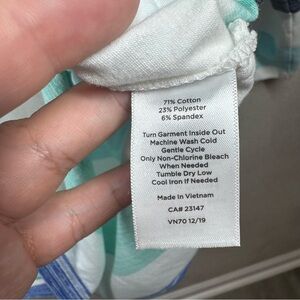 71% Cotton
23% Polyester
6% Spandex
Turn Garment Inside Out
Machine Wash Cold
Gentle Cycle
Only Non-Chlorine Bleach
When Needed
Tumble Dry Low
Cool Iron If Needed
Made In Vietnam
CA# 23147
VN70 12/19